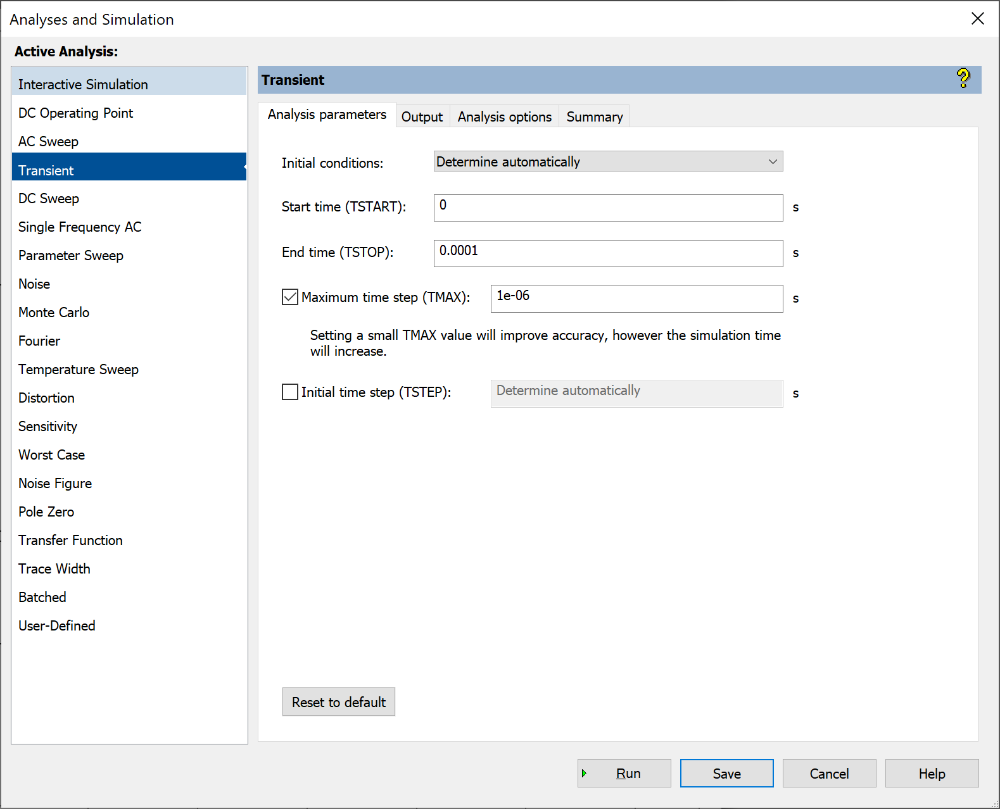 Analyses and Simulation
Active Analysis:
Interactive Simulation
DC Operating Point
AC Sweep
Transient
DC Sweep
Single Frequency AC
Parameter Sweep
Noise
Monte Carlo
Fourier
Temperature Sweep
Distortion
Sensitivity
Worst Case
Noise Figure
Pole Zero
Transfer Function
Trace Width
Batched
User-Defined
Transient ?
Analysis parameters Output Analysis options Summary
Initial conditions: Determine automatically
Start time (TSTART): 0 s
End time (TSTOP): 0.0001 s
Maximum time step (TMAX): 1e-06 s
Setting a small TMAX value will improve accuracy, however the simulation time
will increase.
Initial time step (TSTEP): Determine automatically s
Reset to default
Run Save Cancel Help